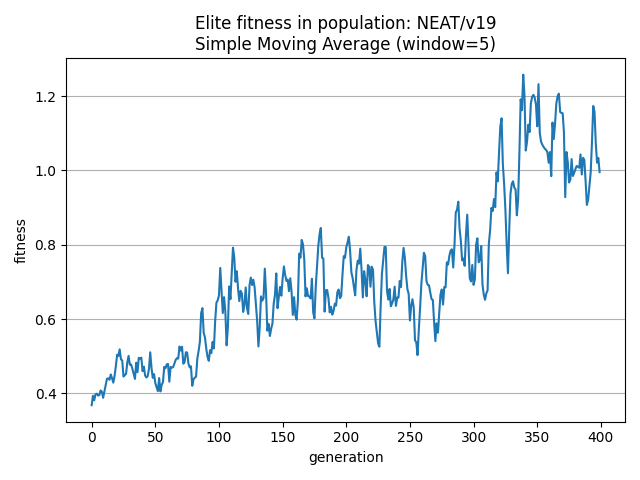 Elite fitness in population: NEAT/v19
Simple Moving Average (window=5)
fitness
1.2
1.0
0.8
0.6
0.4
0 50 100 150 200 250 300 350 400
generation